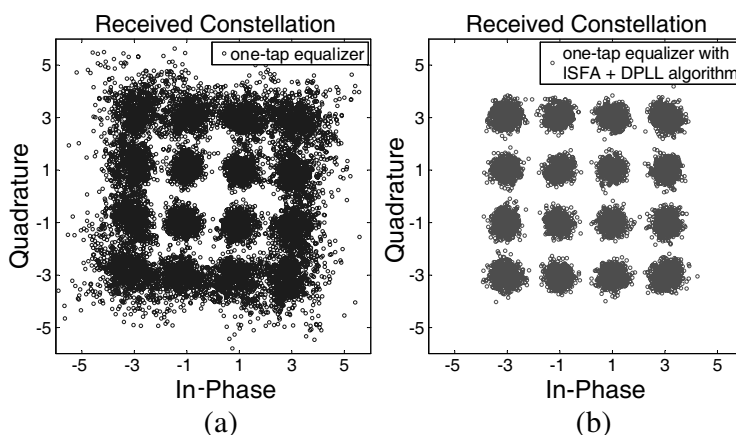 Received Constellation
one-tap equalizer
Quadrature
5
3
1
-1
-3
-5
-5 -3 -1 1 3 5
In-Phase
(a)
Received Constellation
one-tap equalizer with
ISFA + DPLL algorithm
Quadrature
5
3
1
-1
-3
-5
-5 -3 -1 1 3 5
In-Phase
(b)